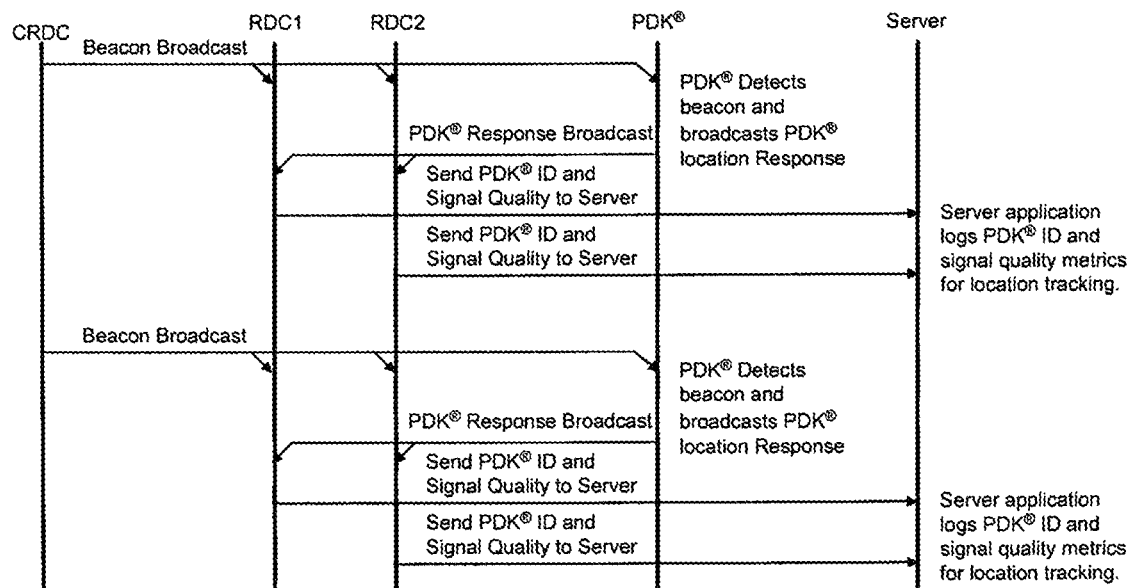 CRDC
RDC1
RDC2
PDK®
Server
Beacon Broadcast
PDK® Detects
beacon and
broadcasts PDK®
location Response
PDK® Response Broadcast
Send PDK® ID and
Signal Quality to Server
Send PDK® ID and
Signal Quality to Server
Server application
logs PDK® ID and
signal quality metrics
for location tracking.
Beacon Broadcast
PDK® Detects
beacon and
broadcasts PDK®
location Response
PDK® Response Broadcast
Send PDK® ID and
Signal Quality to Server
Send PDK® ID and
Signal Quality to Server
Server application
logs PDK® ID and
signal quality metrics
for location tracking.